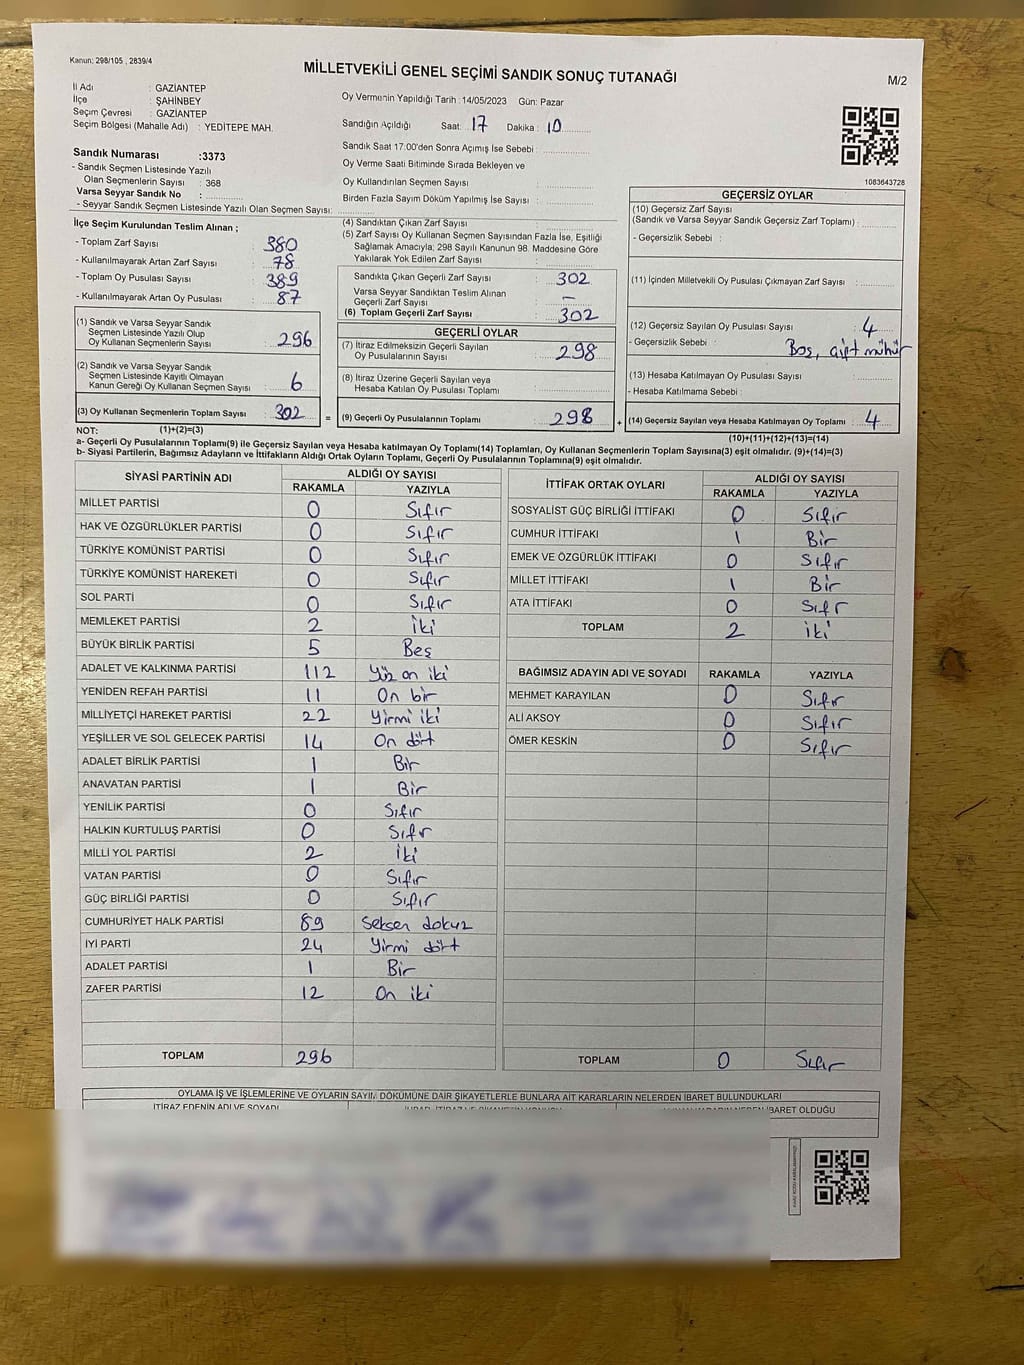 Kanun: 298/105 , 2839/4
MİLLETVEKİLİ GENEL SEÇİMİ SANDIK SONUÇ TUTANAĞI
M/2
İl Adı : GAZİANTEP
İlçe : ŞAHİNBEY
Seçim Çevresi : GAZİANTEP
Seçim Bölgesi (Mahalle Adı) : YEDİTEPE MAH.
Oy Vermenin Yapıldığı Tarih :14/05/2023 Gün: Pazar
Sandığın Açıldığı Saat: 17 Dakika : 10
Sandık Saat 17:00'den Sonra Açımış İse Sebebi :
Oy Verme Saati Bitiminde Sırada Bekleyen ve
Oy Kullandırılan Seçmen Sayısı :
Birden Fazla Sayım Döküm Yapılmış İse Sayısı :
1083643728
Sandık Numarası :3373
- Sandık Seçmen Listesinde Yazılı
Olan Seçmenlerin Sayısı : 368
Varsa Seyyar Sandık No :
- Seyyar Sandık Seçmen Listesinde Yazılı Olan Seçmen Sayısı:
İlçe Seçim Kurulundan Teslim Alınan ;
- Toplam Zarf Sayısı : 380
- Kullanılmayarak Artan Zarf Sayısı : 78
- Toplam Oy Pusulası Sayısı : 389
- Kullanılmayarak Artan Oy Pusulası : 87
(1) Sandık ve Varsa Seyyar Sandık
Seçmen Listesinde Yazılı Olup
Oy Kullanan Seçmenlerin Sayısı : 296
(2) Sandık ve Varsa Seyyar Sandık
Seçmen Listesinde Kayıtlı Olmayan
Kanun Gereği Oy Kullanan Seçmen Sayısı : 6
(3) Oy Kullanan Seçmenlerin Toplam Sayısı : 302
(1)+(2)=(3)
(4) Sandıktan Çıkan Zarf Sayısı :
(5) Zarf Sayısı Oy Kullanan Seçmen Sayısından Fazla İse, Eşitliği
Sağlamak Amacıyla; 298 Sayılı Kanunun 98. Maddesine Göre
Yakılarak Yok Edilen Zarf Sayısı :
Sandıkta Çıkan Geçerli Zarf Sayısı : 302
Varsa Seyyar Sandıktan Teslim Alınan
Geçerli Zarf Sayısı : –
(6) Toplam Geçerli Zarf Sayısı : 302
GEÇERLİ OYLAR
(7) İtiraz Edilmeksizin Geçerli Sayılan
Oy Pusulalarının Sayısı : 298
(8) İtiraz Üzerine Geçerli Sayılan veya
Hesaba Katılan Oy Pusulası Toplamı :
= (9) Geçerli Oy Pusulalarının Toplamı : 298 +
GEÇERSİZ OYLAR
(10) Geçersiz Zarf Sayısı
(Sandık ve Varsa Seyyar Sandık Geçersiz Zarf Toplamı) :
- Geçersizlik Sebebi :
(11) İçinden Milletvekili Oy Pusulası Çıkmayan Zarf Sayısı :
(12) Geçersiz Sayılan Oy Pusulası Sayısı : 4
- Geçersizlik Sebebi : Boş, çift mühür
(13) Hesaba Katılmayan Oy Pusulası Sayısı :
- Hesaba Katılmama Sebebi :
(14) Geçersiz Sayılan veya Hesaba Katılmayan Oy Toplamı : 4
(10)+(11)+(12)+(13)=(14)
NOT:
a- Geçerli Oy Pusulalarının Toplamı(9) ile Geçersiz Sayılan veya Hesaba katılmayan Oy Toplamı(14) Toplamları, Oy Kullanan Seçmenlerin Toplam Sayısına(3) eşit olmalıdır. (9)+(14)=(3)
b- Siyasi Partilerin, Bağımsız Adayların ve İttifakların Aldığı Ortak Oyların Toplamı, Geçerli Oy Pusulalarının Toplamına(9) eşit olmalıdır.
SİYASİ PARTİNİN ADI ALDIĞI OY SAYISI
RAKAMLA YAZIYLA
MİLLET PARTİSİ 0 Sıfır
HAK VE ÖZGÜRLÜKLER PARTİSİ 0 Sıfır
TÜRKİYE KOMÜNİST PARTİSİ 0 Sıfır
TÜRKİYE KOMÜNİST HAREKETİ 0 Sıfır
SOL PARTİ 0 Sıfır
MEMLEKET PARTİSİ 2 iki
BÜYÜK BİRLİK PARTİSİ 5 Beş
ADALET VE KALKINMA PARTİSİ 112 Yüz on iki
YENİDEN REFAH PARTİSİ 11 On bir
MİLLİYETÇİ HAREKET PARTİSİ 22 Yirmi iki
YEŞİLLER VE SOL GELECEK PARTİSİ 14 On dört
ADALET BİRLİK PARTİSİ 1 Bir
ANAVATAN PARTİSİ 1 Bir
YENİLİK PARTİSİ 0 Sıfır
HALKIN KURTULUŞ PARTİSİ 0 Sıfır
MİLLİ YOL PARTİSİ 2 İki
VATAN PARTİSİ 0 Sıfır
GÜÇ BİRLİĞİ PARTİSİ 0 Sıfır
CUMHURİYET HALK PARTİSİ 89 Seksen dokuz
İYİ PARTİ 24 Yirmi dört
ADALET PARTİSİ 1 Bir
ZAFER PARTİSİ 12 On iki
TOPLAM 296
İTTİFAK ORTAK OYLARI ALDIĞI OY SAYISI
RAKAMLA YAZIYLA
SOSYALİST GÜÇ BİRLİĞİ İTTİFAKI 0 Sıfır
CUMHUR İTTİFAKI 1 Bir
EMEK VE ÖZGÜRLÜK İTTİFAKI 0 Sıfır
MİLLET İTTİFAKI 1 Bir
ATA İTTİFAKI 0 Sıfır
TOPLAM 2 iki
BAĞIMSIZ ADAYIN ADI VE SOYADI RAKAMLA YAZIYLA
MEHMET KARAYILAN 0 Sıfır
ALİ AKSOY 0 Sıfır
ÖMER KESKİN 0 Sıfır
TOPLAM 0 Sıfır
OYLAMA İŞ VE İŞLEMLERİNE VE OYLARIN SAYIM DÖKÜMÜNE DAİR ŞİKAYETLERLE BUNLARA AİT KARARLARIN NELERDEN İBARET BULUNDUKLARI
İTİRAZ EDENİN ADI VE SOYADI
İBARET OLDUĞU